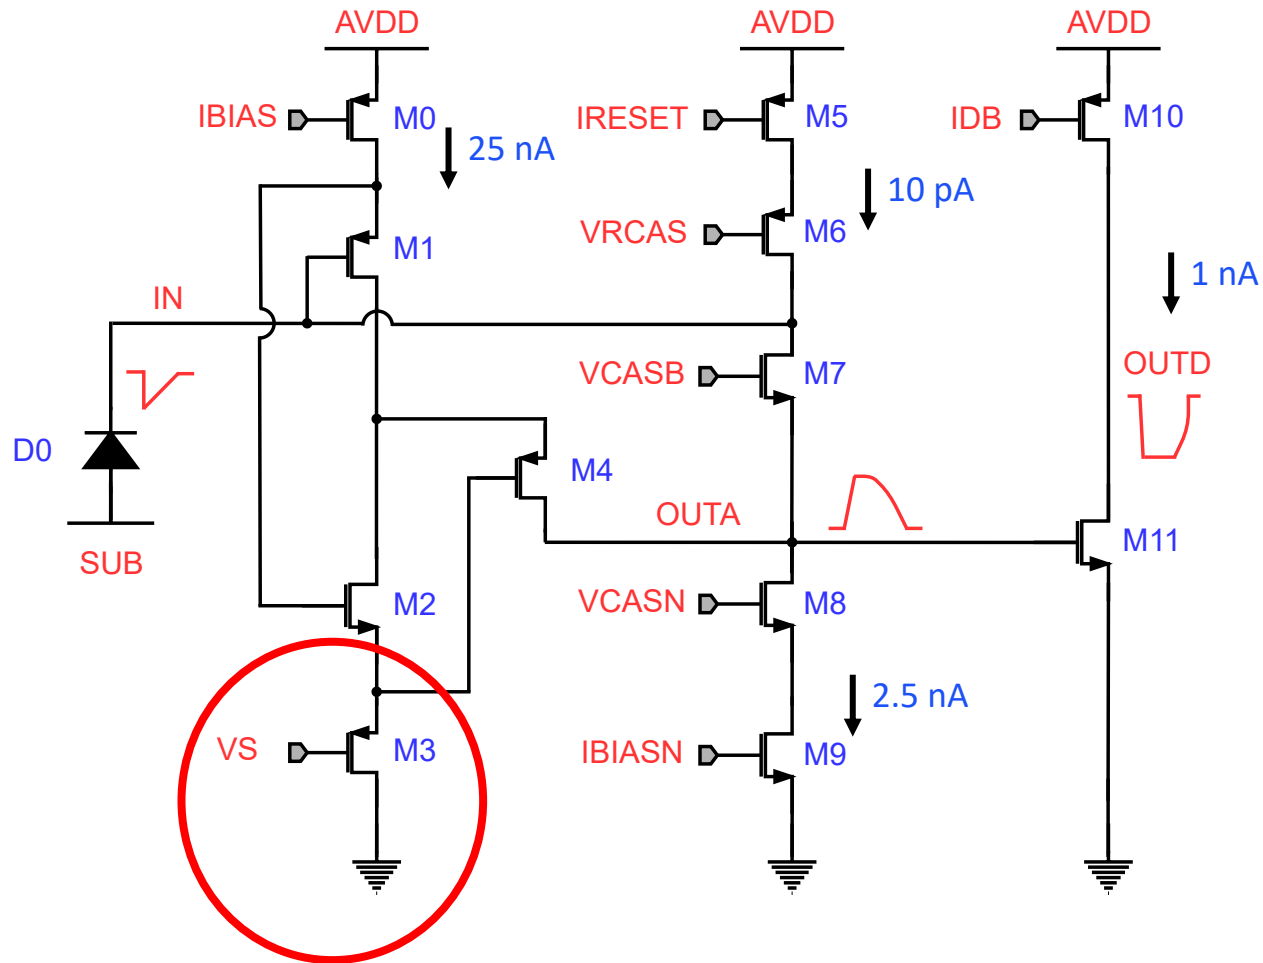 AVDD
AVDD
AVDD
IBIAS
M0
IRESET
M5
IDB
M10
25 nA
10 pA
VRCAS
M6
M1
1 nA
IN
VCASB
M7
OUTD
D0
M4
OUTA
M11
SUB
M2
VCASN
M8
2.5 nA
VS
M3
IBIASN
M9